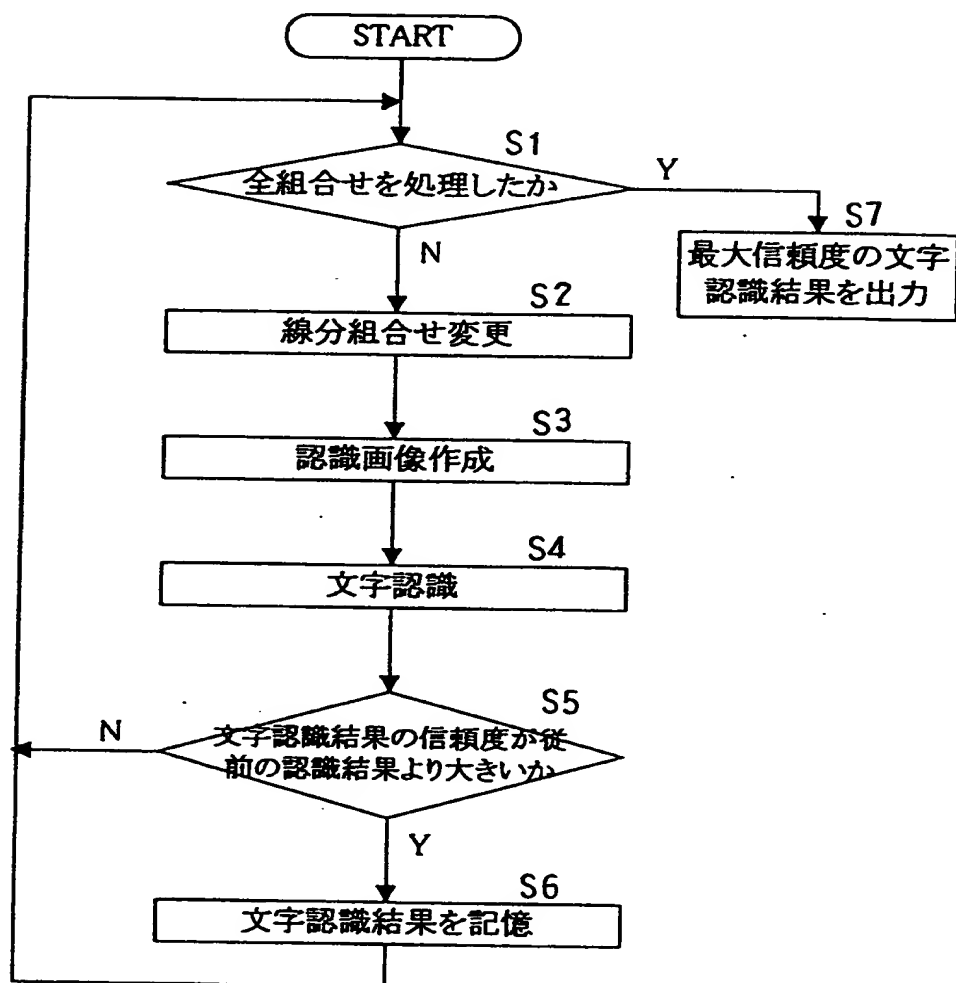 START
S1
全組合せを処理したか
Y
S7
最大信頼度の文字
認識結果を出力
N
S2
線分組合せ変更
S3
認識画像作成
S4
文字認識
S5
N
文字認識結果の信頼度が従
前の認識結果より大きいか
Y
S6
文字認識結果を記憶